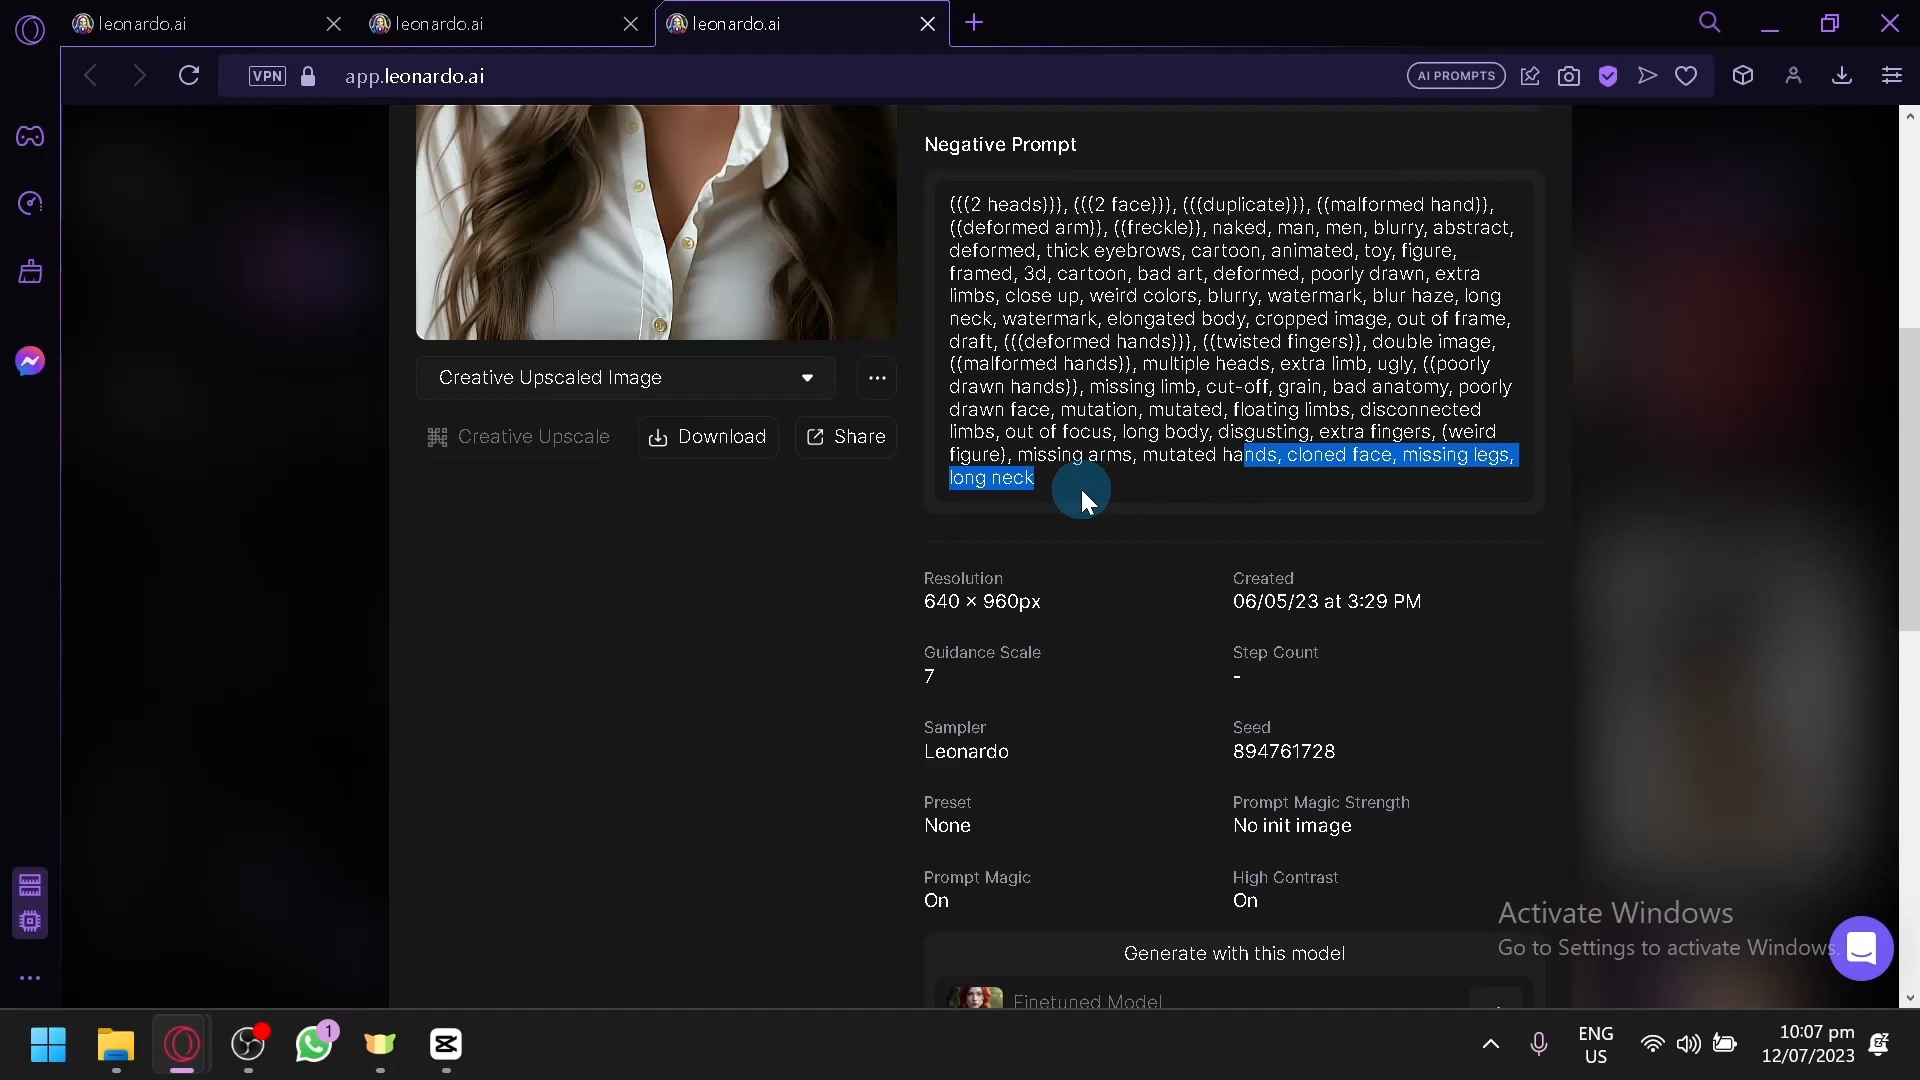 leonardo.ai
leonardo.ai
leonardo.ai
VPN
app.leonardo.ai
AI PROMPTS
Negative Prompt
(((2 heads))), (((2 face))), (((duplicate))), ((malformed hand)),
((deformed arm)), ((freckle)), naked, man, men, blurry, abstract,
deformed, thick eyebrows, cartoon, animated, toy, figure,
framed, 3d, cartoon, bad art, deformed, poorly drawn, extra
limbs, close up, weird colors, blurry, watermark, blur haze, long
neck, watermark, elongated body, cropped image, out of frame,
draft, (((deformed hands))), ((twisted fingers)), double image,
((malformed hands)), multiple heads, extra limb, ugly, ((poorly
drawn hands)), missing limb, cut-off, grain, bad anatomy, poorly
drawn face, mutation, mutated, floating limbs, disconnected
limbs, out of focus, long body, disgusting, extra fingers, (weird
figure), missing arms, mutated hands, cloned face, missing legs,
long neck
Creative Upscaled Image
Creative Upscale
Download
Share
Resolution
640 × 960px
Created
06/05/23 at 3:29 PM
Guidance Scale
7
Step Count
-
Sampler
Leonardo
Seed
894761728
Preset
None
Prompt Magic Strength
No init image
Prompt Magic
On
High Contrast
On
Generate with this model
Finetuned Model
Activate Windows
Go to Settings to activate Windows.
1
ENG
US
10:07 pm
12/07/2023